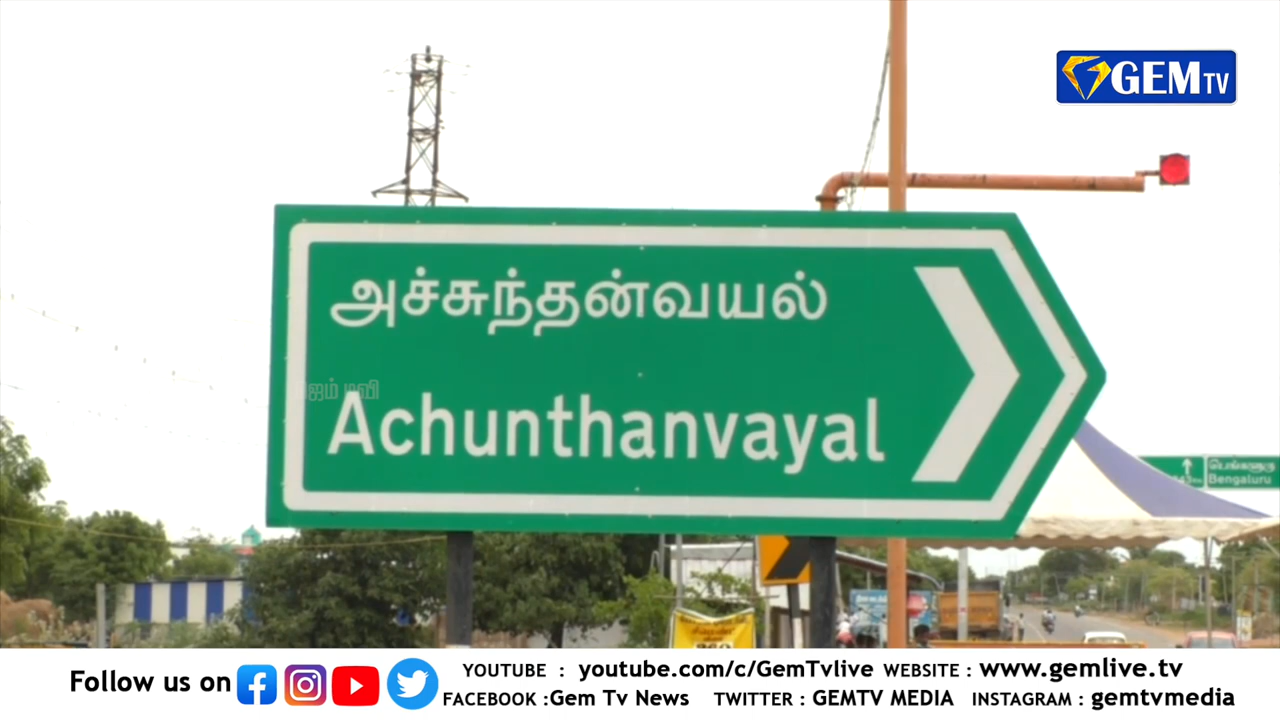 GEM TV
அச்சுந்தன்வயல்
ஜெம் டிவி
Achunthanvayal
பெங்களூரு
Bengaluru
Follow us on
YOUTUBE : youtube.com/c/GemTvlive WEBSITE : www.gemlive.tv
FACEBOOK :Gem Tv News TWITTER : GEMTV MEDIA INSTAGRAM : gemtvmedia